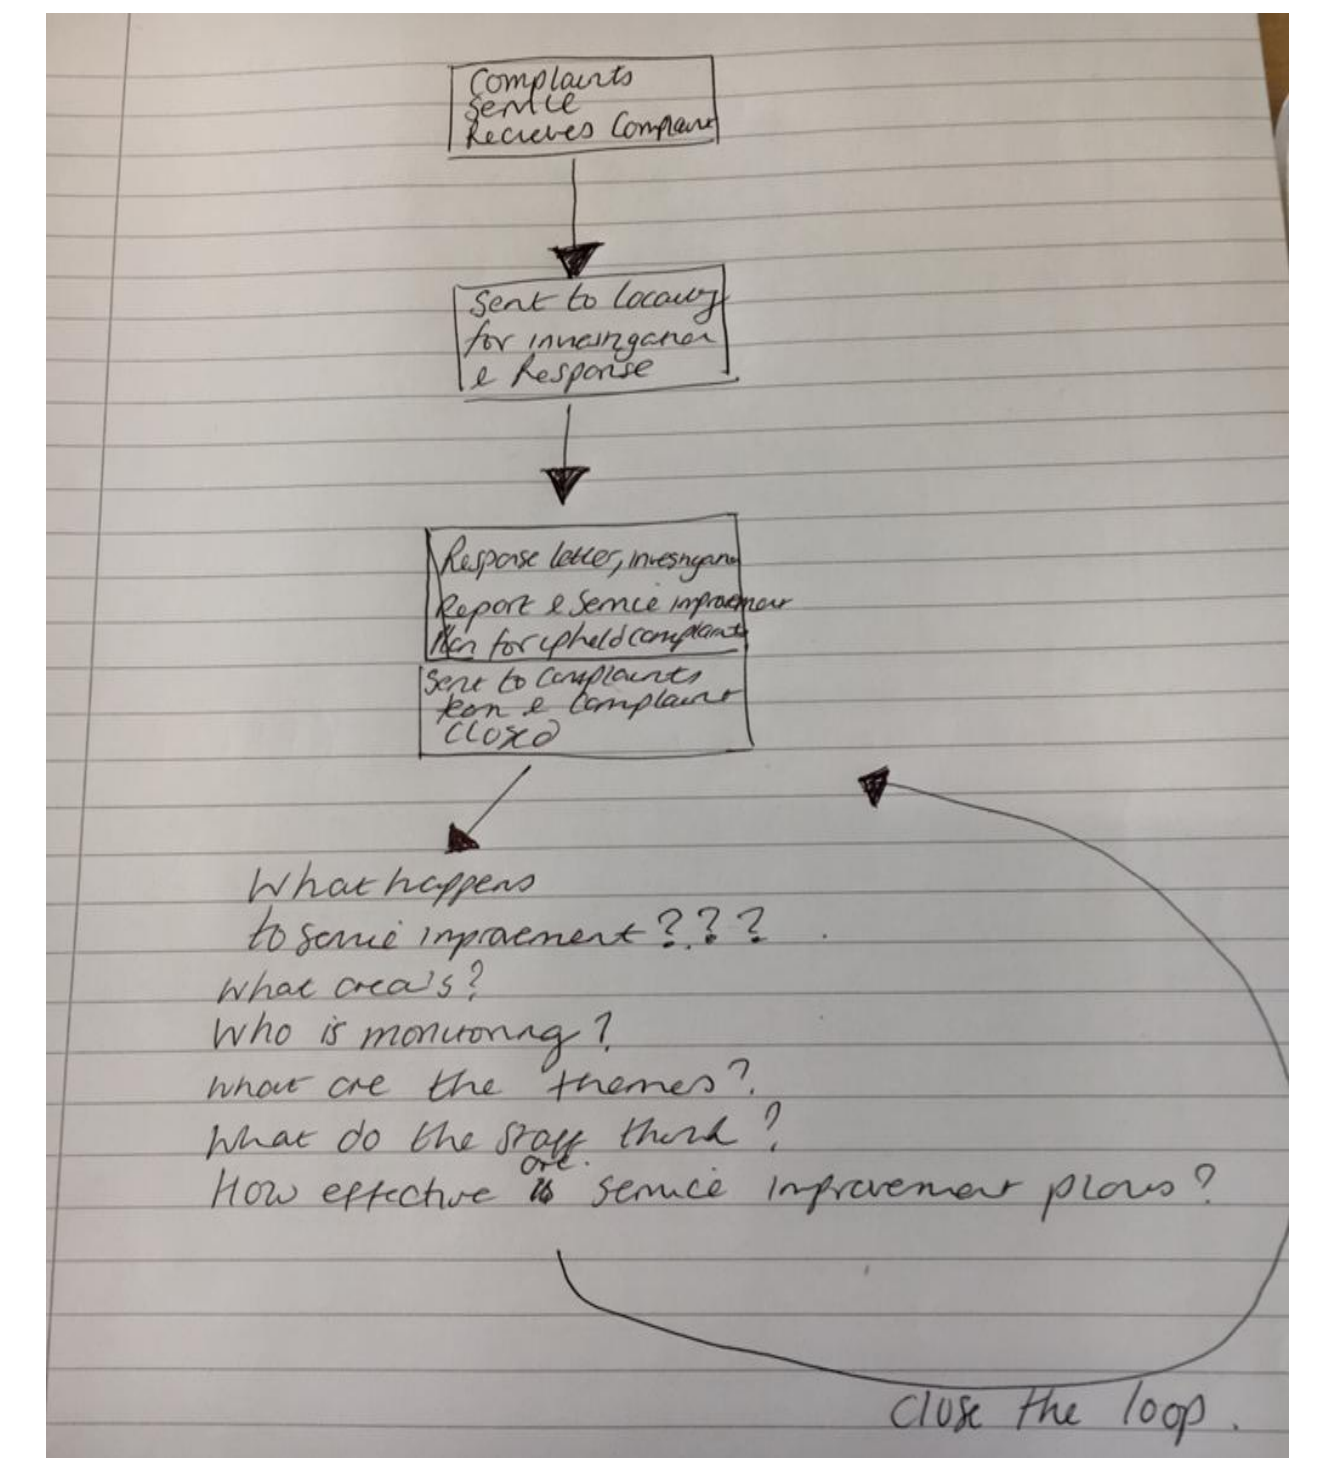 Complaints
Service
Recieves Complaint
Sent to Locality
for investigation
& Response
Response letter, investigation
Report & Service improvement
Plan for upheld complaints
Sent to Complaints
team & Complaint
Closed
What happens
to service improvement???
What area's?
Who is monitoring?
What are the themes?
What do the staff think?
are
How effective is service improvement plans?
Close the loop.